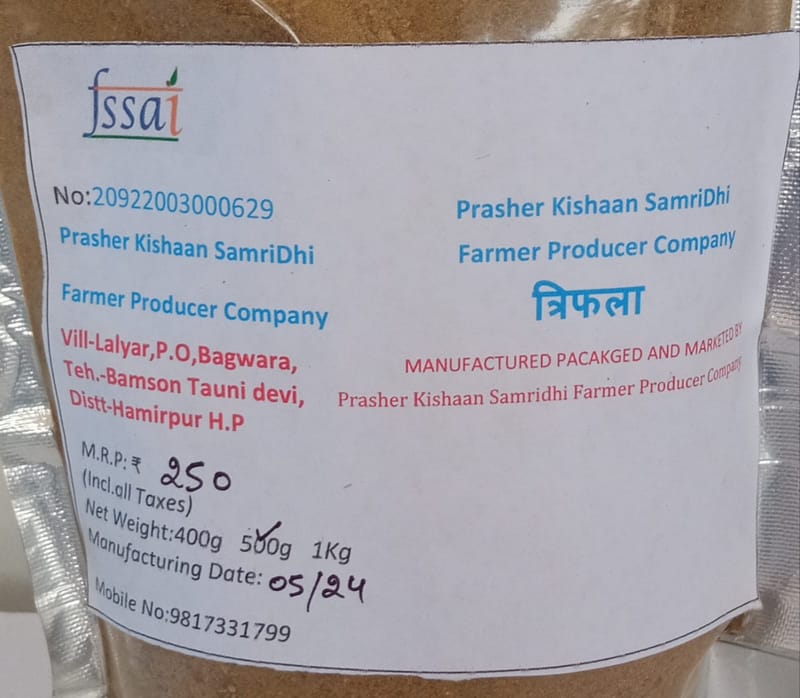 fssai
No:20922003000629
Prasher Kishaan SamriDhi
Farmer Producer Company
Vill-Lalyar,P.O,Bagwara,
Teh.-Bamson Tauni devi,
Distt-Hamirpur H.P
M.R.P:₹ 250
(Incl.all Taxes)
Net Weight:400g 500g 1Kg
Manufacturing Date: 05/24
Mobile No:9817331799
Prasher Kishaan SamriDhi
Farmer Producer Company
त्रिफला
MANUFACTURED PACAKGED AND MARKETED BY
Prasher Kishaan Samridhi Farmer Producer Company